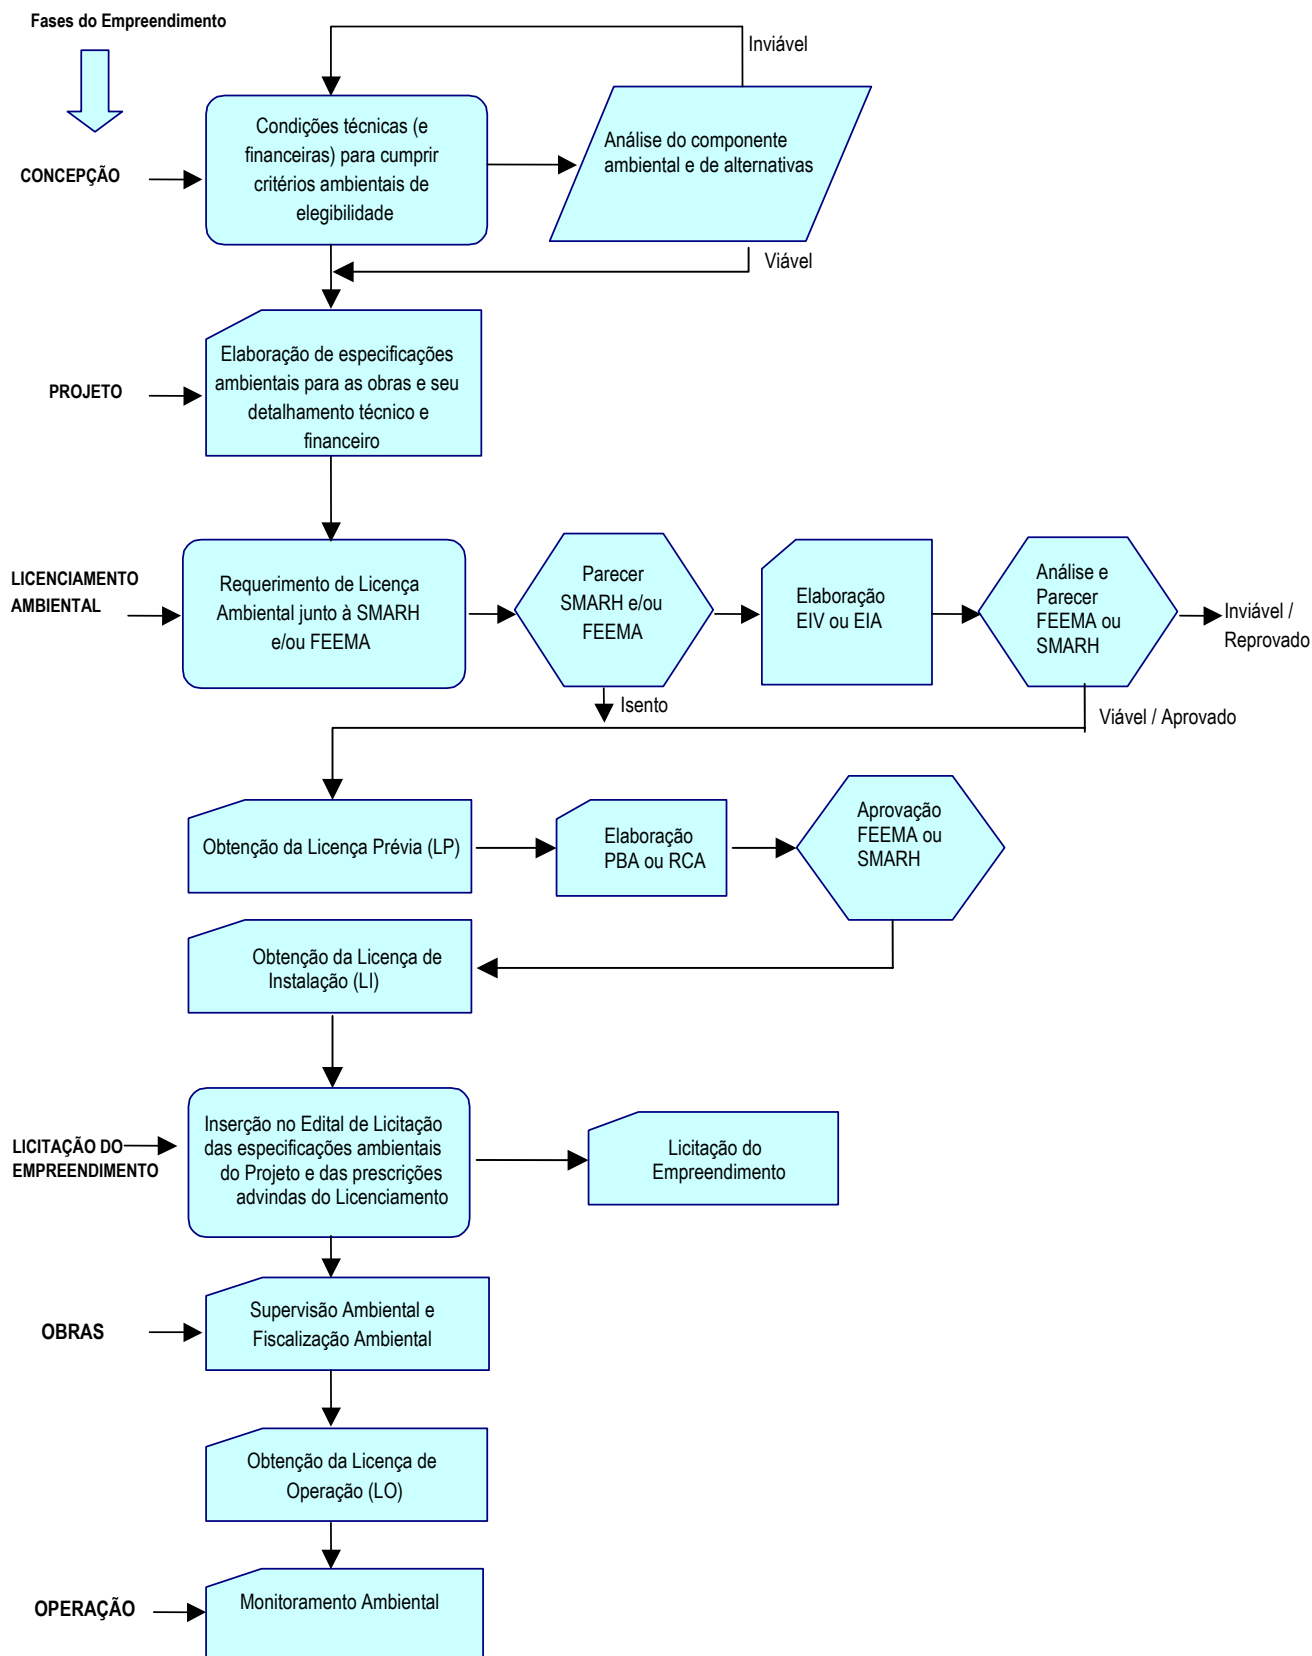 Fases do Empreendimento
Inviável
Condições técnicas (e
financeiras) para cumprir
critérios ambientais de
elegibilidade
Análise do componente
ambiental e de alternativas
CONCEPÇÃO
Viável
Elaboração de especificações
ambientais para as obras e seu
detalhamento técnico e
financeiro
PROJETO
LICENCIAMENTO
AMBIENTAL
Requerimento de Licença
Ambiental junto à SMARH
e/ou FEEMA
Parecer
SMARH e/ou
FEEMA
Elaboração
EIV ou EIA
Análise e
Parecer
FEEMA ou
SMARH
Inviável /
Reprovado
Isento
Viável / Aprovado
Obtenção da Licença Prévia (LP)
Elaboração
PBA ou RCA
Aprovação
FEEMA ou
SMARH
Obtenção da Licença de
Instalação (LI)
LICITAÇÃO DO
EMPREENDIMENTO
Inserção no Edital de Licitação
das especificações ambientais
do Projeto e das prescrições
advindas do Licenciamento
Licitação do
Empreendimento
OBRAS
Supervisão Ambiental e
Fiscalização Ambiental
Obtenção da Licença de
Operação (LO)
OPERAÇÃO
Monitoramento Ambiental